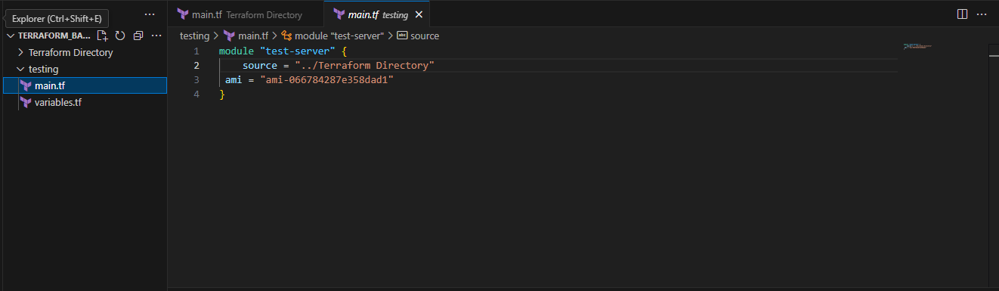 Explorer (Ctrl+Shift+E)
TERRAFORM_BA...
Terraform Directory
testing
main.tf
variables.tf
main.tf Terraform Directory
main.tf testing
testing > main.tf > module "test-server" > abc source
1 module "test-server" {
2 source = "../Terraform Directory"
3 ami = "ami-066784287e358dad1"
4 }